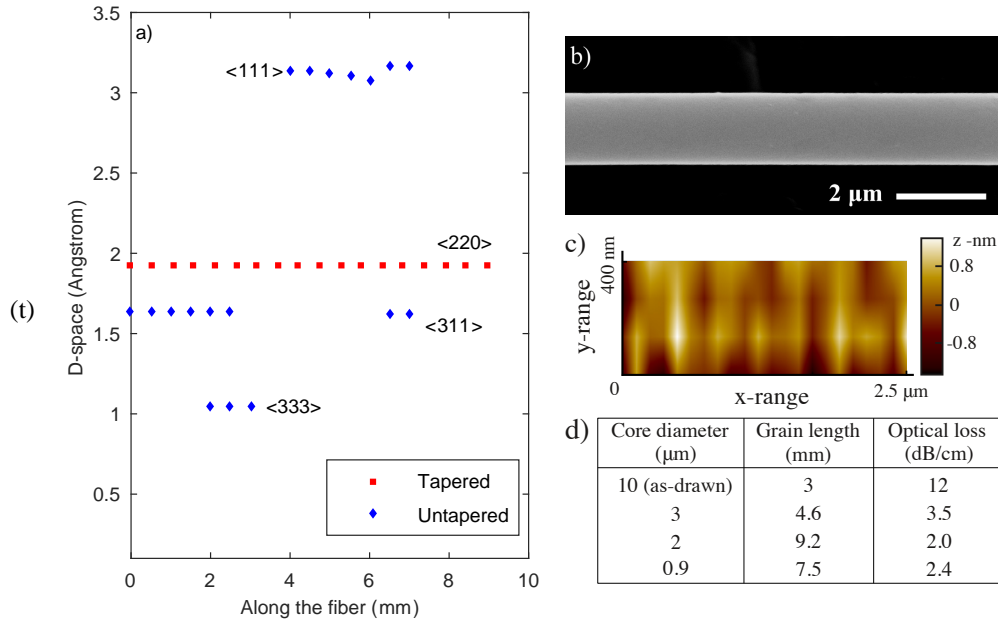 (t)
a)
3.5
3
2.5
2
1.5
1
0.5
D-space (Angstrom)
<111>
<220>
<311>
<333>
Tapered
Untapered
0 2 4 6 8 10
Along the fiber (mm)
b)
2 μm
c)
400 nm
y-range
0
x-range
2.5 μm
z -nm
0.8
0
-0.8
d)
Core diameter (μm) Grain length (mm) Optical loss (dB/cm)
10 (as-drawn) 3 12
3 4.6 3.5
2 9.2 2.0
0.9 7.5 2.4